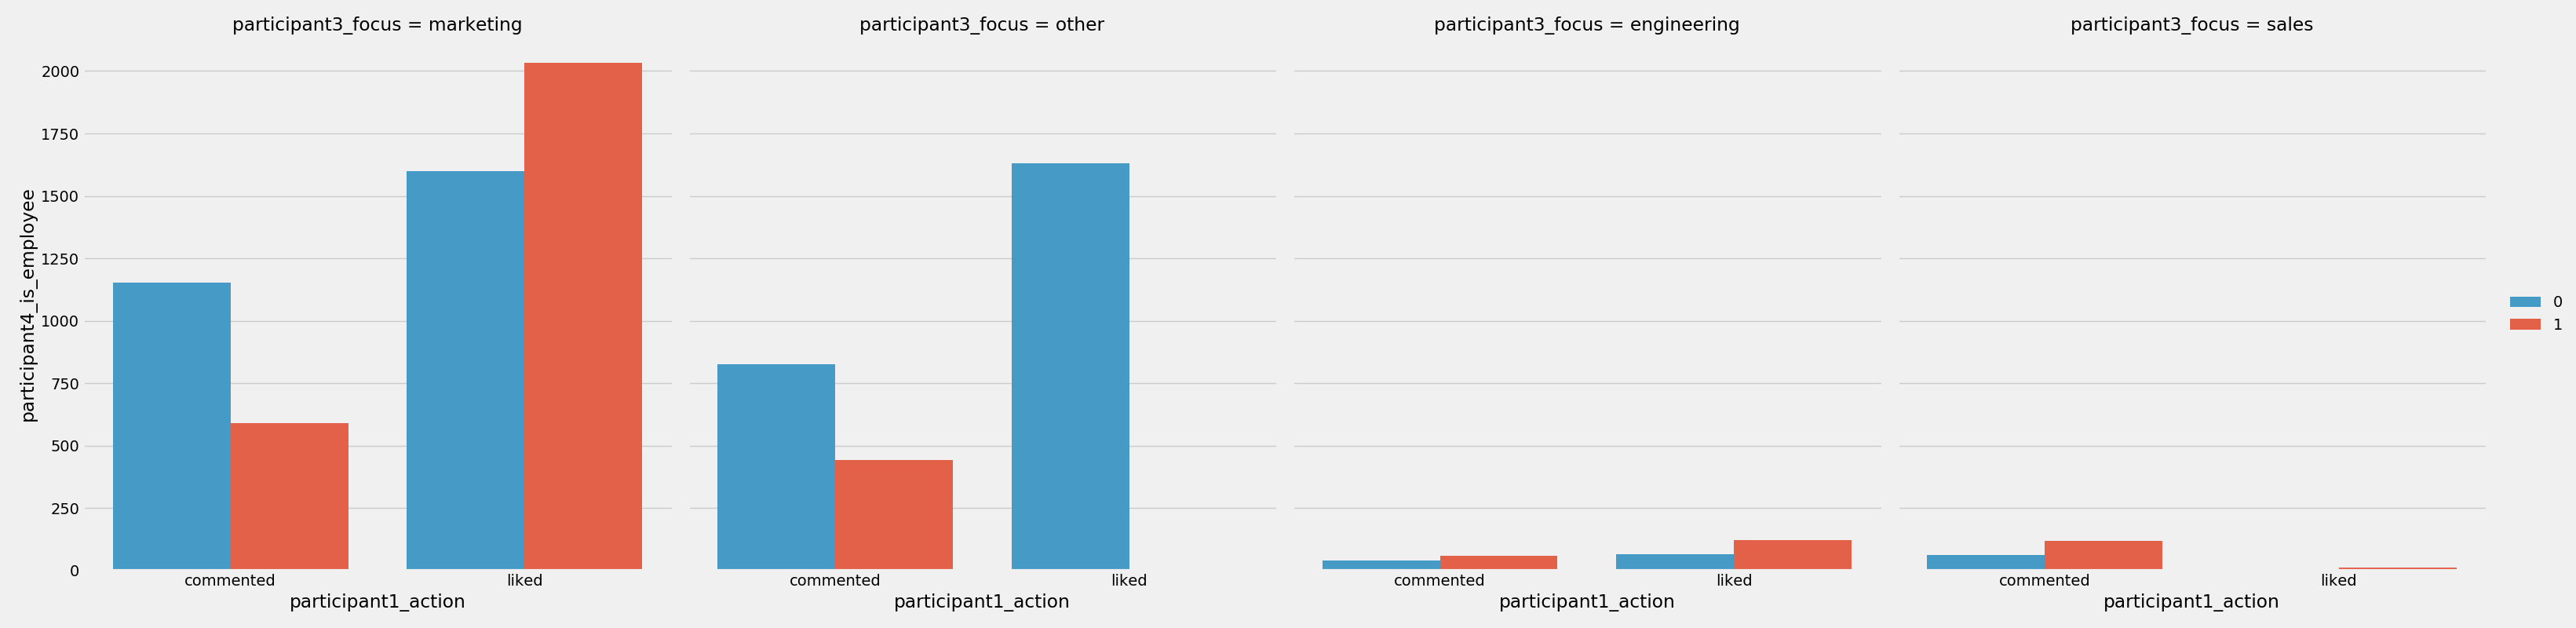 participant3_focus = marketing
participant3_focus = other
participant3_focus = engineering
participant3_focus = sales
participant4_is_employee
2000
1750
1500
1250
1000
750
500
250
0
commented
liked
commented
liked
commented
liked
commented
liked
participant1_action
participant1_action
participant1_action
participant1_action
0
1